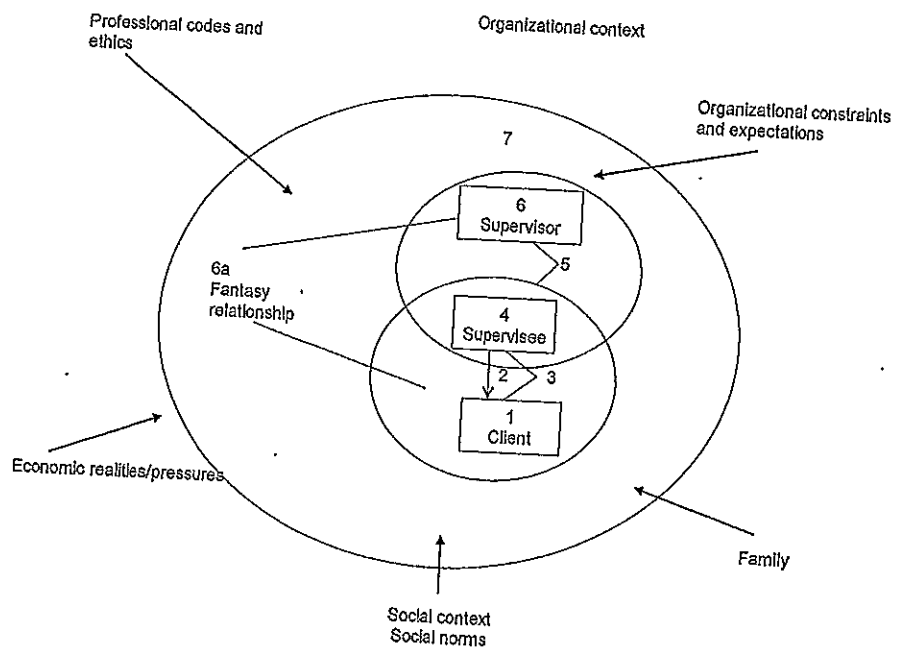 Professional codes and
ethics
Organizational context
Organizational constraints
and expectations
7
6
Supervisor
5
6a
Fantasy
relationship
4
Supervisee
2
3
1
Client
Economic realities/pressures
Family
Social context
Social norms